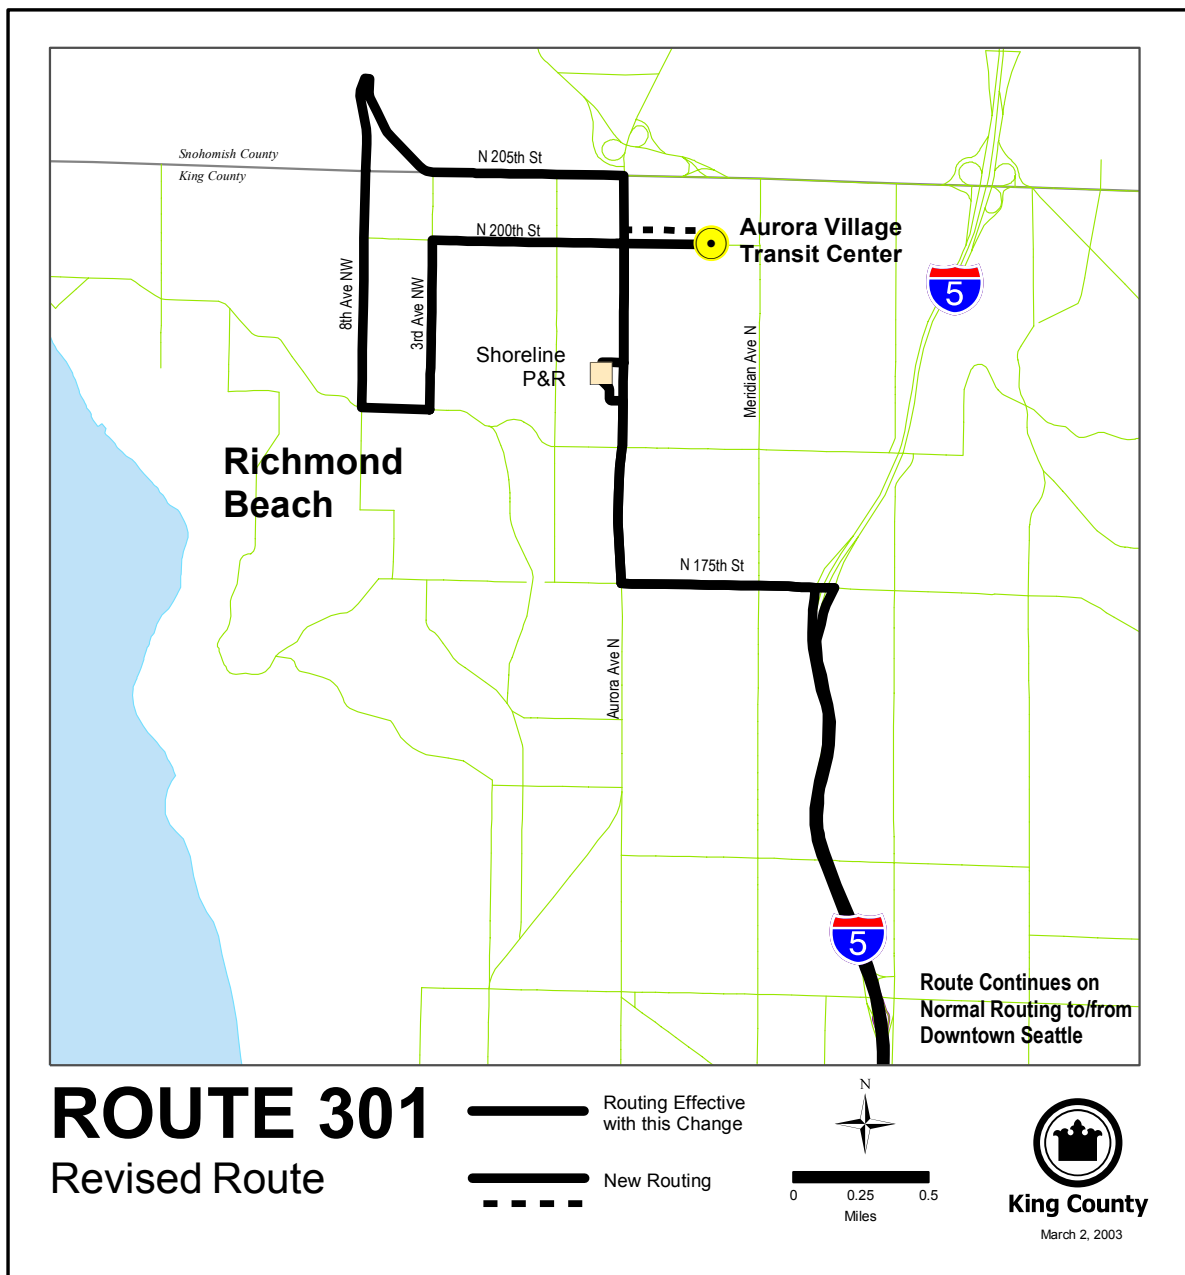 Snohomish County
King County
N 205th St
N 200th St
Aurora Village
Transit Center
5
8th Ave NW
3rd Ave NW
Shoreline
P&R
Meridian Ave N
Richmond
Beach
N 175th St
Aurora Ave N
5
Route Continues on
Normal Routing to/from
Downtown Seattle
ROUTE 301
Revised Route
Routing Effective
with this Change
New Routing
N
0 0.25 0.5
Miles
King County
March 2, 2003